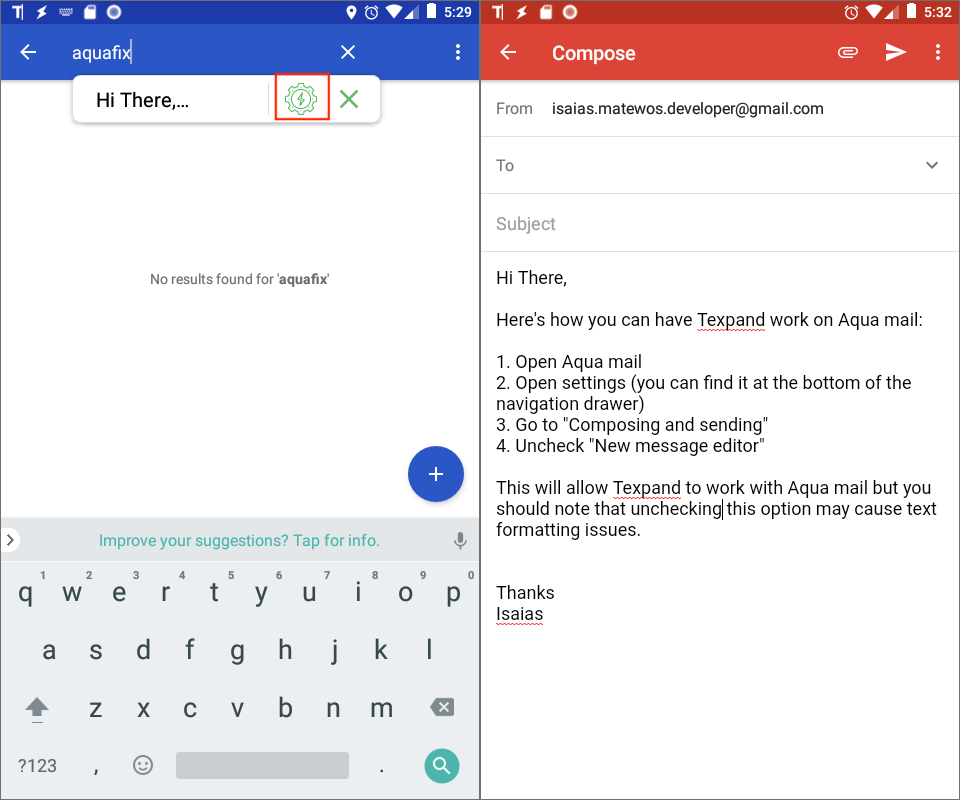 5:29
aquafix
Hi There,...
No results found for 'aquafix'
Improve your suggestions? Tap for info.
1 2 3 4 5 6 7 8 9 0
q w e r t y u i o p
a s d f g h j k l
z x c v b n m
?123 , .
5:32
Compose
From isaias.matewos.developer@gmail.com
To
Subject
Hi There,
Here's how you can have Texpand work on Aqua mail:
1. Open Aqua mail
2. Open settings (you can find it at the bottom of the
navigation drawer)
3. Go to "Composing and sending"
4. Uncheck "New message editor"
This will allow Texpand to work with Aqua mail but you
should note that unchecking this option may cause text
formatting issues.
Thanks
Isaias